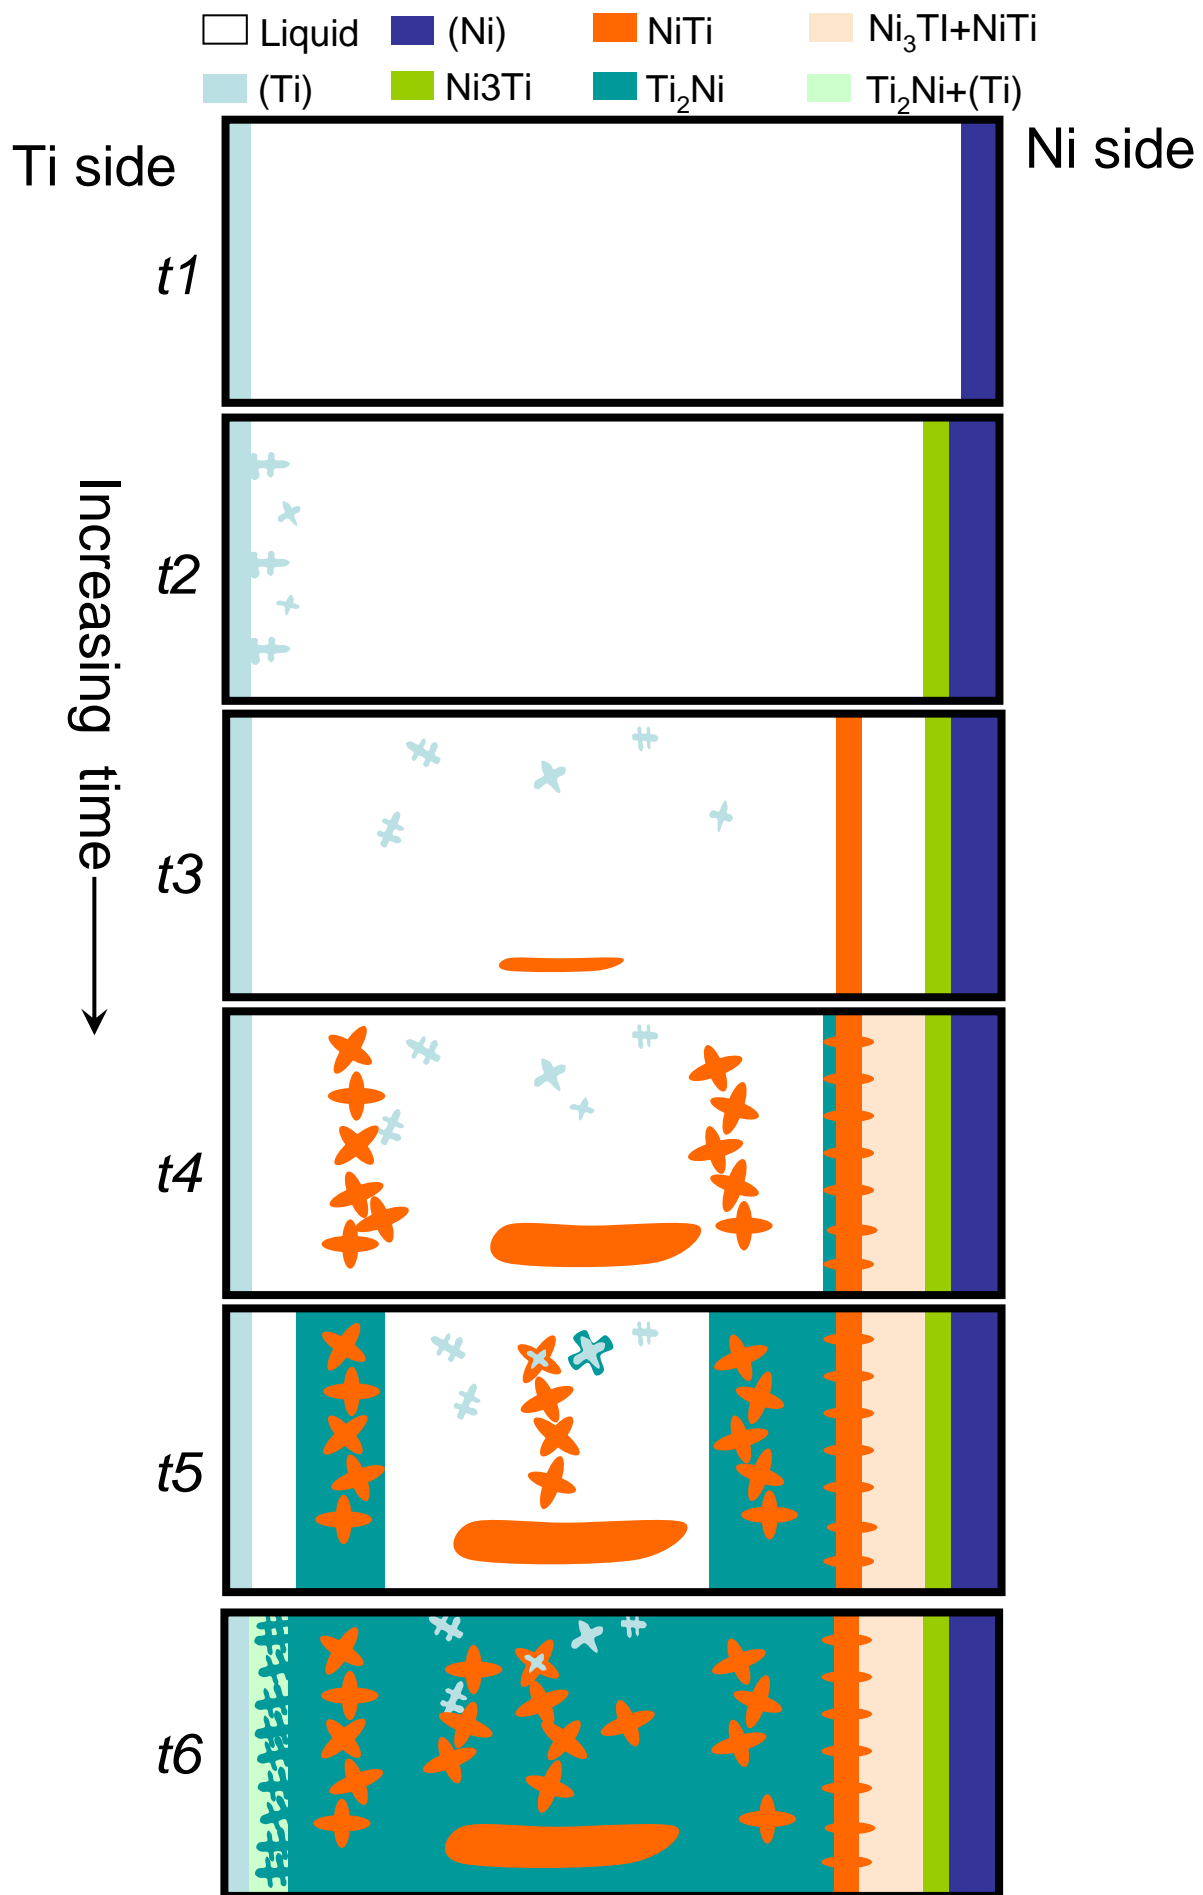 Liquid (Ni) NiTi Ni3TI+NiTi
(Ti) Ni3Ti Ti2Ni Ti2Ni+(Ti)
Ti side
Ni side
t1
t2
Increasing time
t3
t4
t5
t6